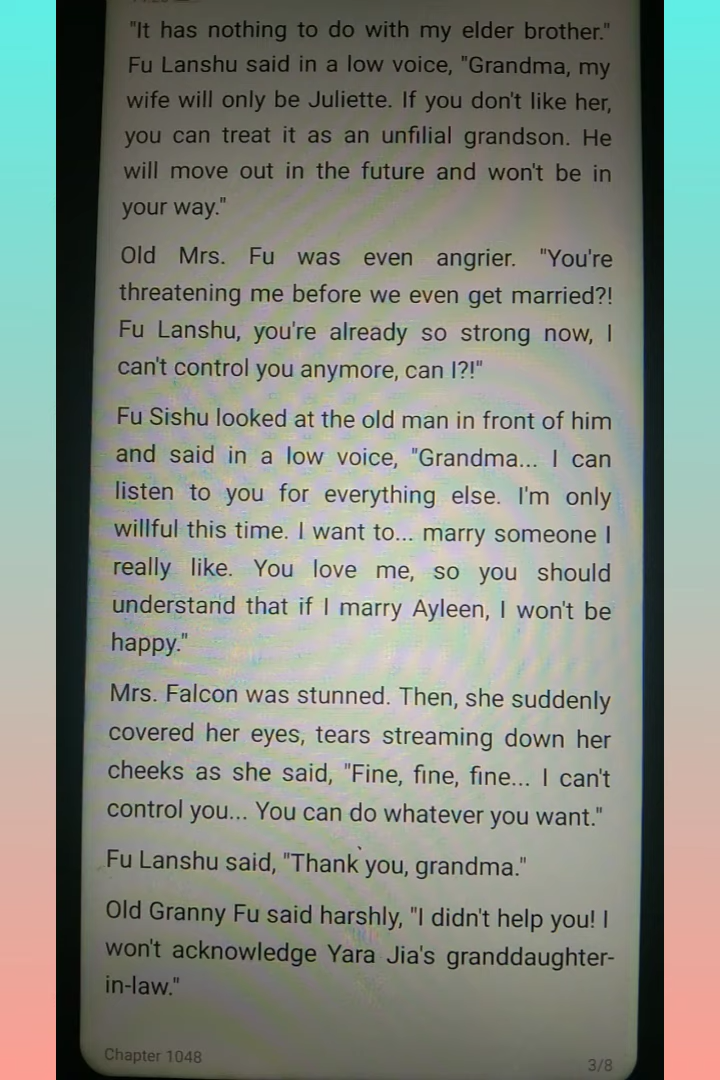 "It has nothing to do with my elder brother."
Fu Lanshu said in a low voice, "Grandma, my
wife will only be Juliette. If you don't like her,
you can treat it as an unfilial grandson. He
will move out in the future and won't be in
your way."
Old Mrs. Fu was even angrier. "You're
threatening me before we even get married?!
Fu Lanshu, you're already so strong now, I
can't control you anymore, can I?!"
Fu Sishu looked at the old man in front of him
and said in a low voice, "Grandma... I can
listen to you for everything else. I'm only
willful this time. I want to... marry someone I
really like. You love me, so you should
understand that if I marry Ayleen, I won't be
happy."
Mrs. Falcon was stunned. Then, she suddenly
covered her eyes, tears streaming down her
cheeks as she said, "Fine, fine, fine... I can't
control you... You can do whatever you want."
Fu Lanshu said, "Thank you, grandma."
Old Granny Fu said harshly, "I didn't help you! I
won't acknowledge Yara Jia's granddaughter-
in-law."
Chapter 1048
3/8